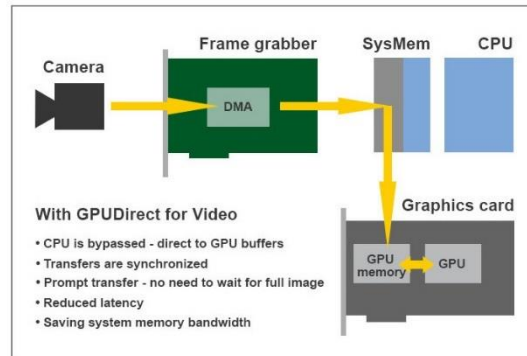 Frame grabber
SysMem
CPU
Camera
DMA
With GPUDirect for Video
• CPU is bypassed - direct to GPU buffers
• Transfers are synchronized
• Prompt transfer - no need to wait for full image
• Reduced latency
• Saving system memory bandwidth
Graphics card
GPU
memory
GPU